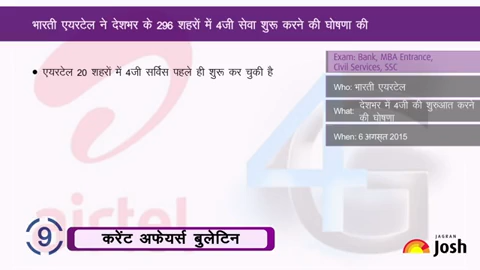 भारती एयरटेल ने देशभर के 296 शहरों में 4जी सेवा शुरू करने की घोषणा की
• एयरटेल 20 शहरों में 4जी सर्विस पहले ही शुरू कर चुकी है
Exam: Bank, MBA Entrance,
Civil Services, SSC
Who: भारती एयरटेल
What: देशभर में 4जी की शुरुआत करने
की घोषणा
When: 6 अगस्त 2015
4G
airtel
9
करेंट अफेयर्स बुलेटिन
JAGRAN
Josh